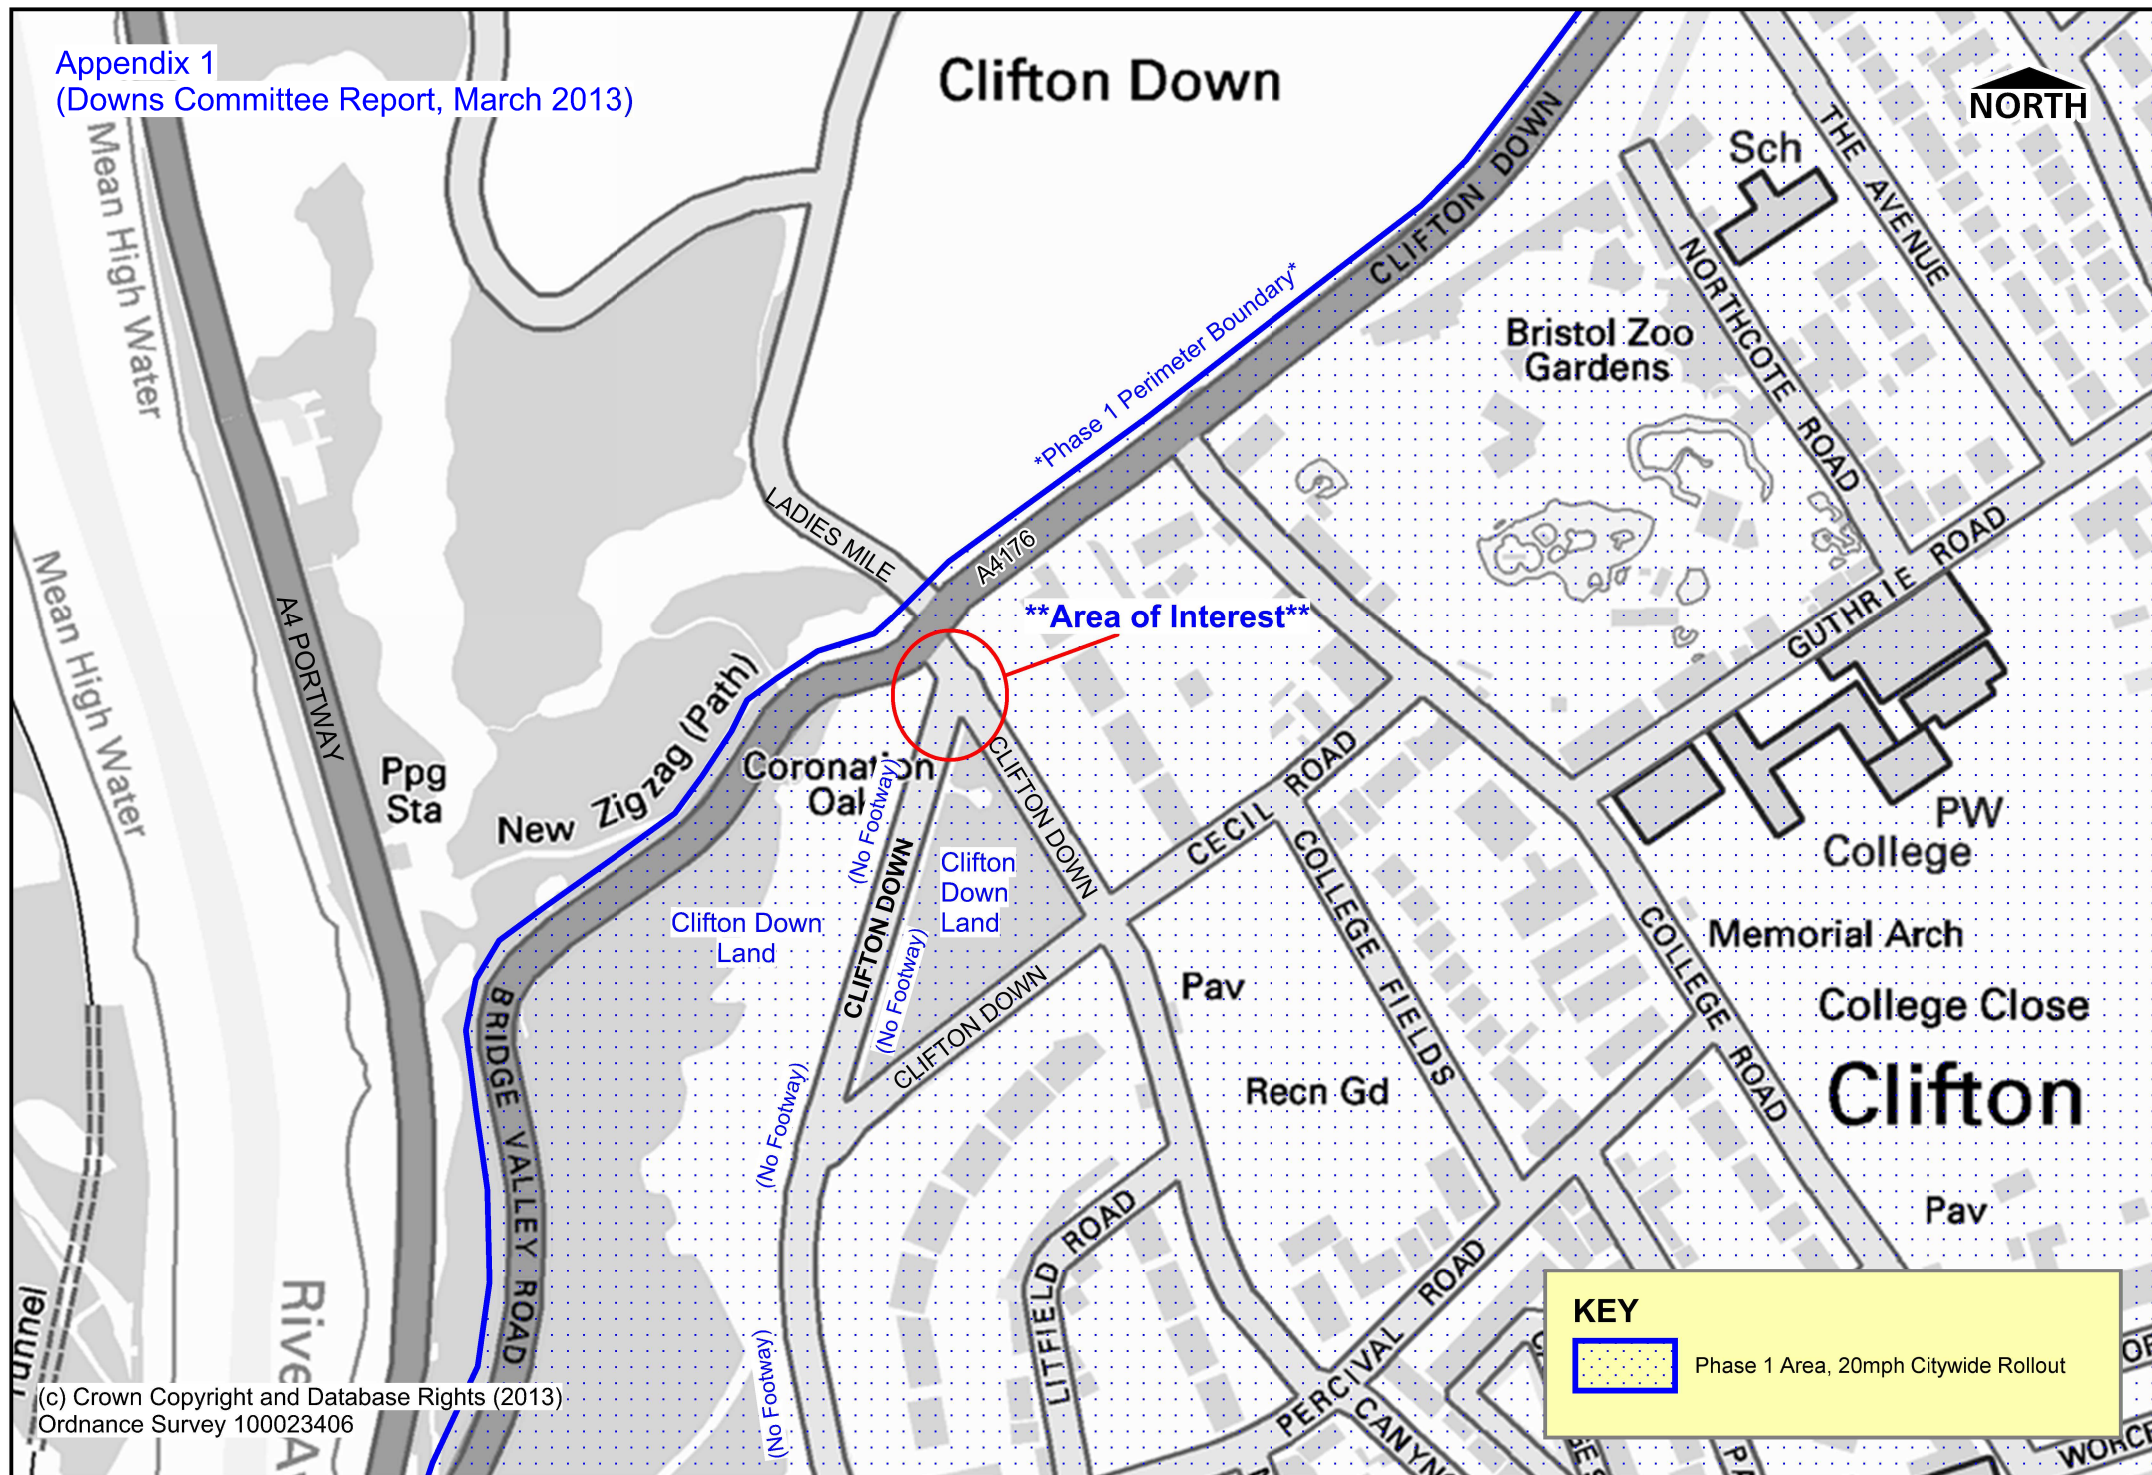 Appendix 1
(Downs Committee Report, March 2013)
Clifton Down
NORTH
Sch
THE AVENUE
Mean High Water
CLIFTON DOWN
NORTHCOTE ROAD
*Phase 1 Perimeter Boundary*
Bristol Zoo
Gardens
LADIES MILE
A4176
GUTHRIE ROAD
**Area of Interest**
Mean High Water
A4 PORTWAY
Ppg
Sta
New Zigzag (Path)
Coronation
Oak
(No Footway)
CLIFTON DOWN
CLIFTON DOWN
CECIL ROAD
PW
College
Clifton
Down
Land
Clifton Down
Land
(No Footway)
CLIFTON DOWN
COLLEGE FIELDS
COLLEGE ROAD
Memorial Arch
College Close
Pav
Recn Gd
Clifton
BRIDGE VALLEY ROAD
(No Footway)
LITFIELD ROAD
Pav
PERCIVAL ROAD
(No Footway)
Tunnel
River A
KEY
Phase 1 Area, 20mph Citywide Rollout
(c) Crown Copyright and Database Rights (2013)
Ordnance Survey 100023406
CANYNG
PA
WORCE